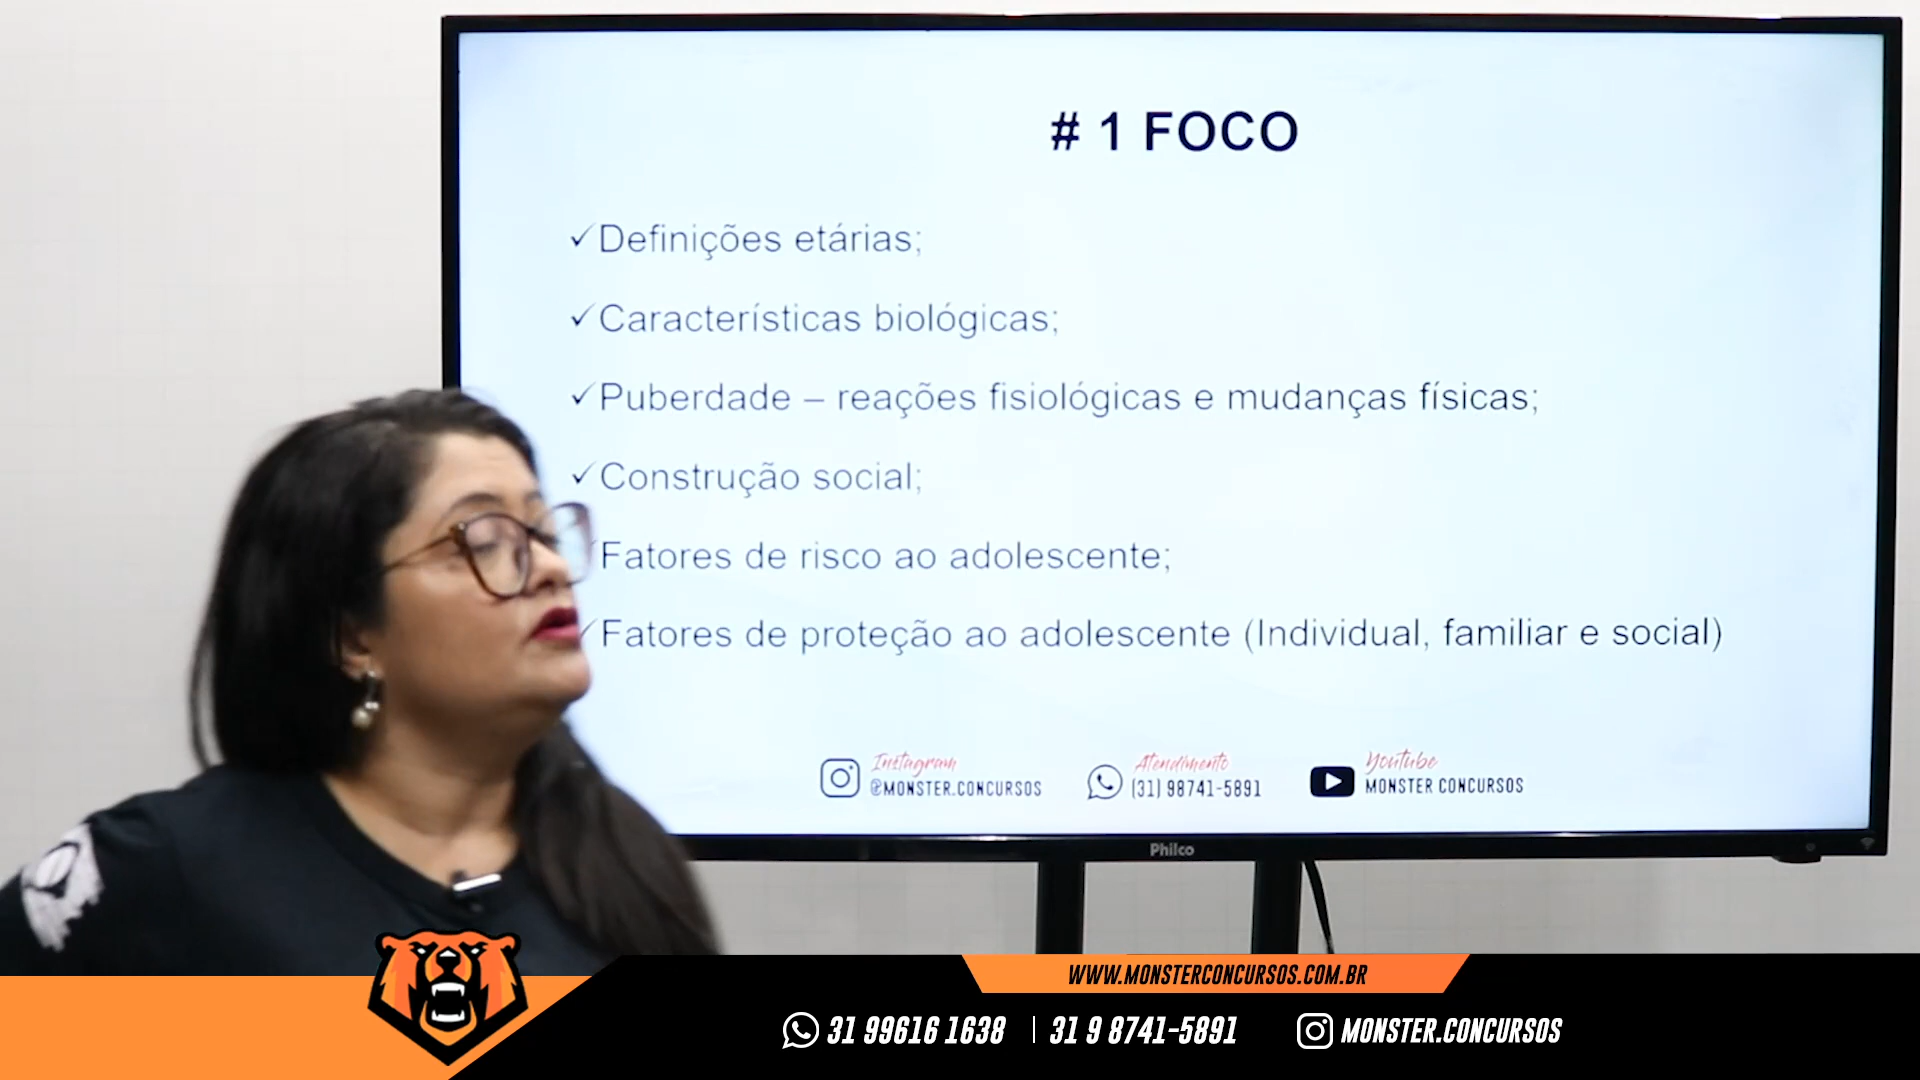 # 1 FOCO
✓Definições etárias;
✓Características biológicas;
✓Puberdade – reações fisiológicas e mudanças físicas;
✓Construção social;
Fatores de risco ao adolescente;
✓Fatores de proteção ao adolescente (Individual, familiar e social)
Instagram
@MONSTER.CONCURSOS
Atendimento
(31) 98741-5891
Youtube
MONSTER CONCURSOS
Philco
WWW.MONSTERCONCURSOS.COM.BR
31 99616 1638 | 31 9 8741-5891
MONSTER.CONCURSOS